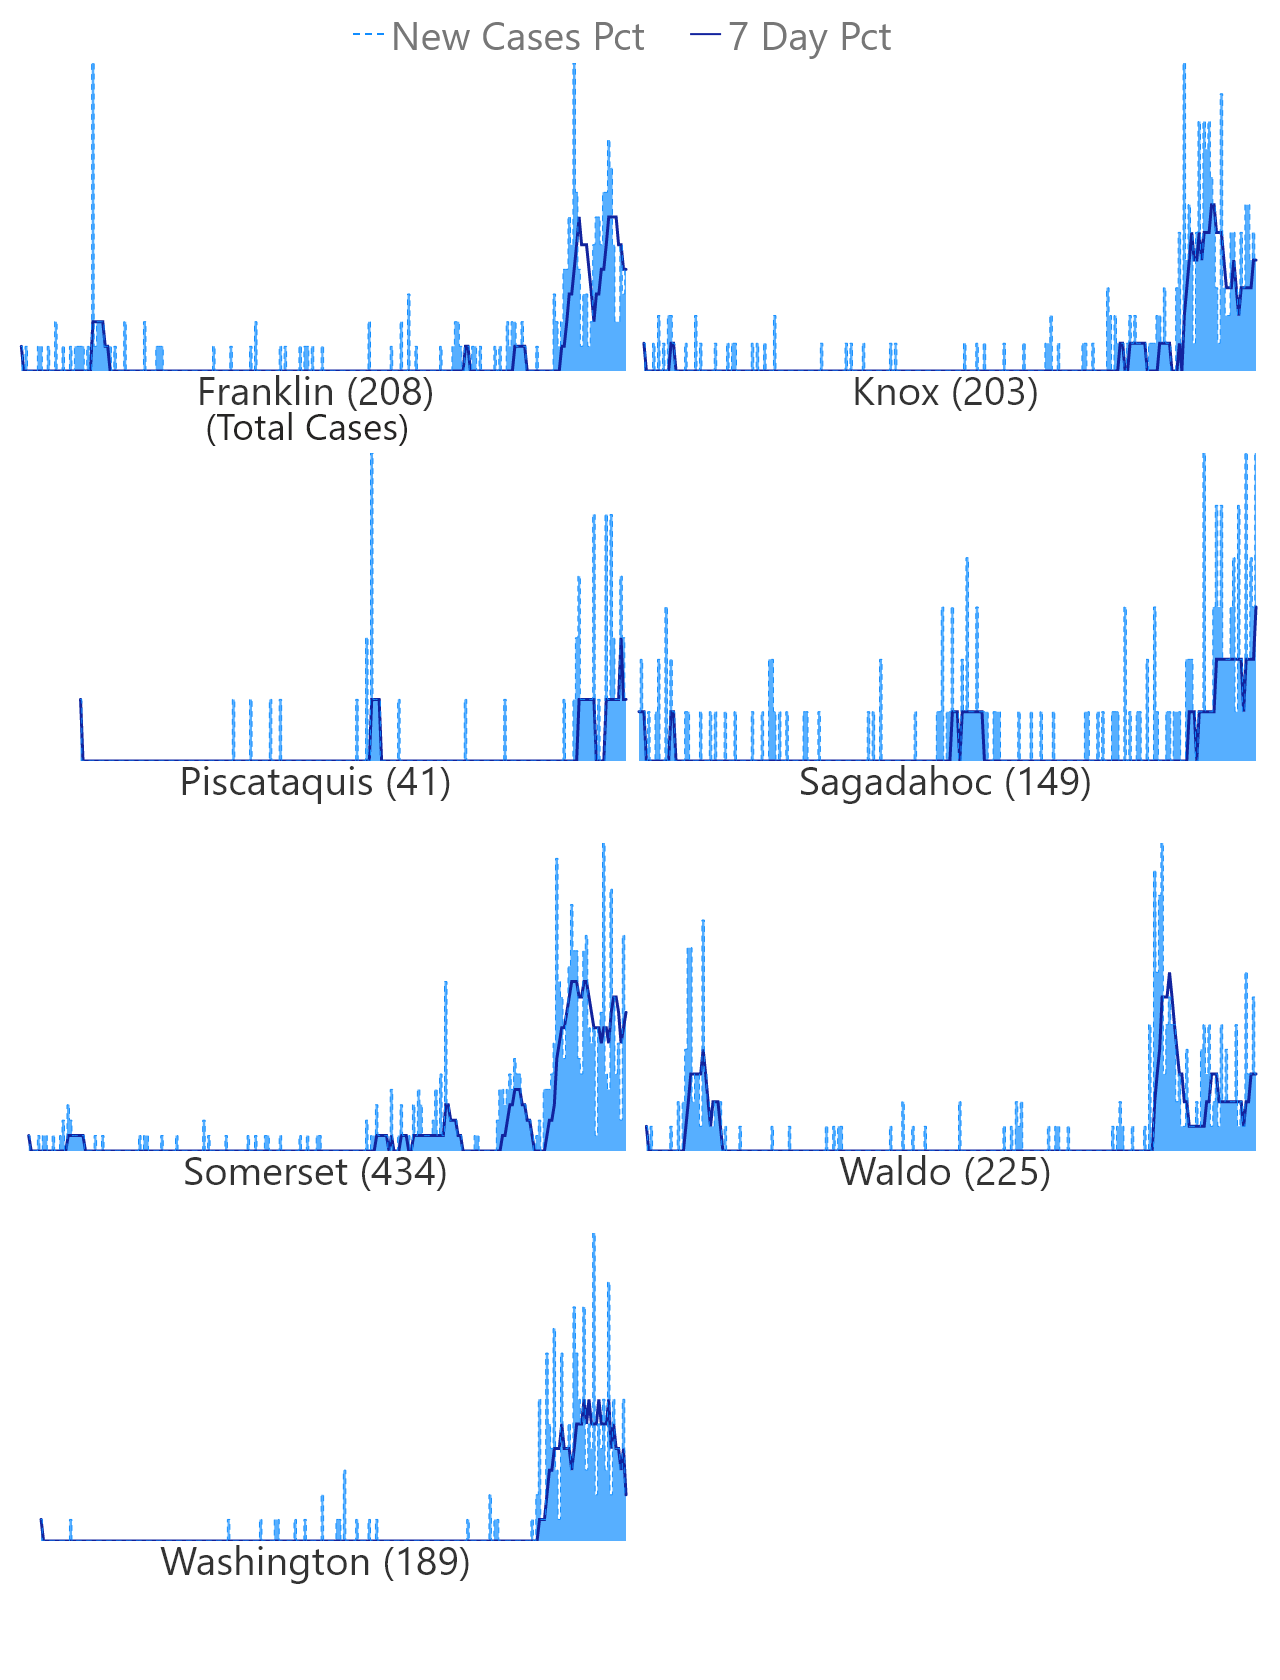 New Cases Pct 7 Day Pct
Franklin (208) Knox (203)
(Total Cases)
Piscataquis (41) Sagadahoc (149)
Somerset (434) Waldo (225)
Washington (189)